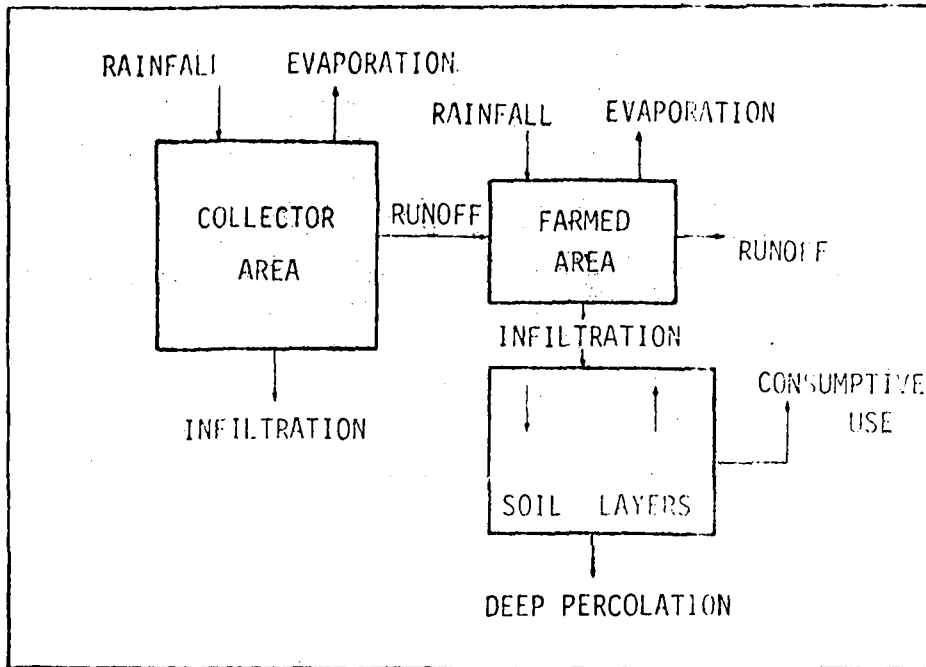 RAINFALL EVAPORATION
RAINFALL EVAPORATION
COLLECTOR
AREA
RUNOFF
FARMED
AREA
RUNOFF
INFILTRATION
INFILTRATION
CONSUMPTIVE
USE
SOIL LAYERS
DEEP PERCOLATION